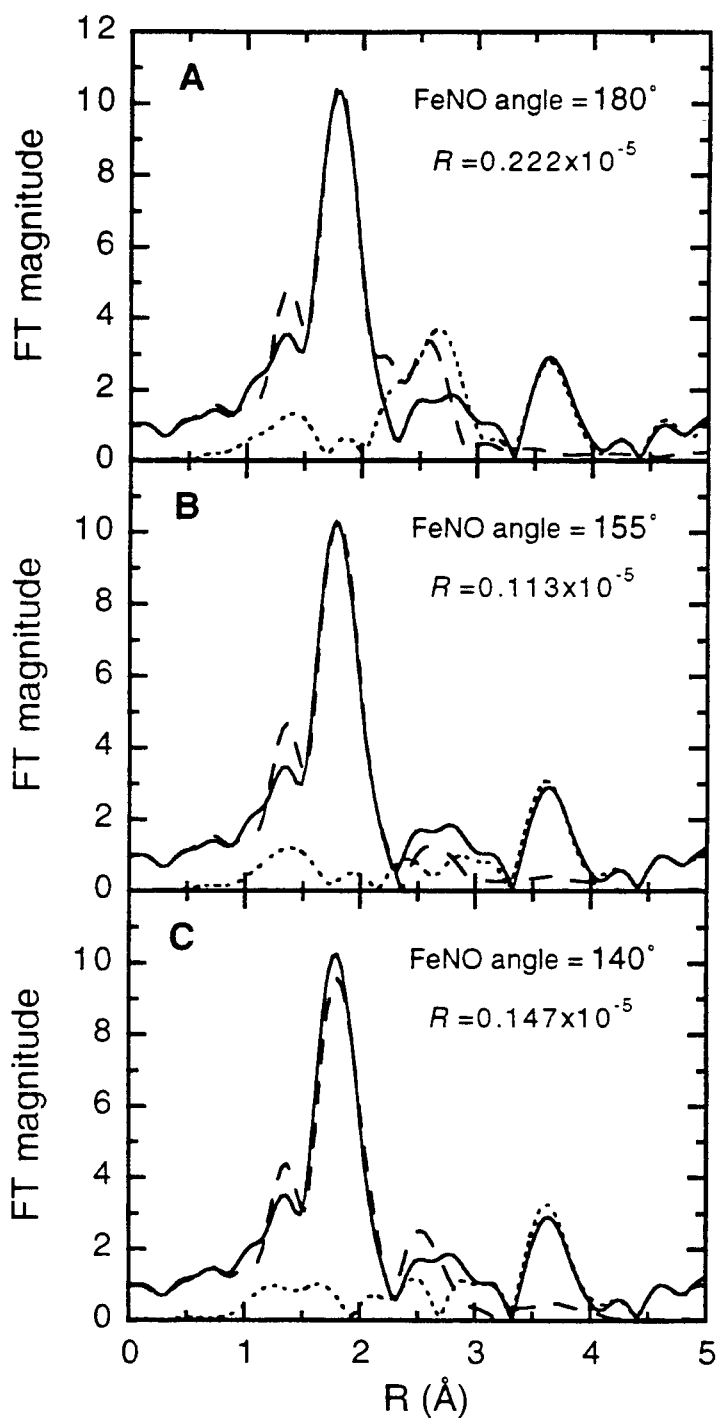 12
A
FeNO angle = 180°
R = 0.222x10⁻⁵
10
8
6
4
2
0
FT magnitude
B
FeNO angle = 155°
R = 0.113x10⁻⁵
10
8
6
4
2
0
FT magnitude
C
FeNO angle = 140°
R = 0.147x10⁻⁵
10
8
6
4
2
0
FT magnitude
0 1 2 3 4 5
R (Å)